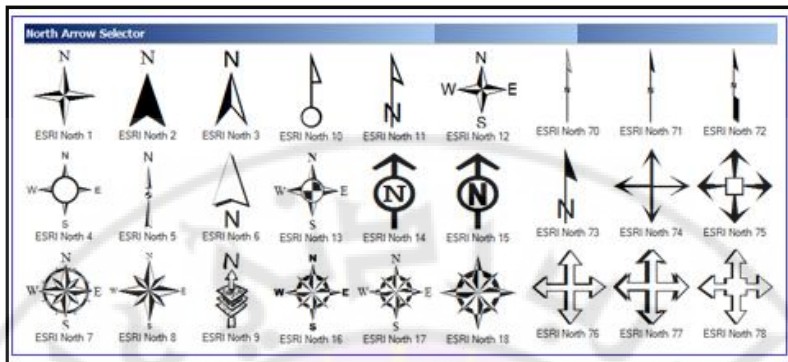 North Arrow Selector
N N N N
ESRI North 1 ESRI North 2 ESRI North 3 ESRI North 10 ESRI North 11 ESRI North 12 ESRI North 70 ESRI North 71 ESRI North 72
N
W E
S
ESRI North 4 ESRI North 5 ESRI North 6 ESRI North 13 ESRI North 14 ESRI North 15 ESRI North 73 ESRI North 74 ESRI North 75
N
W E
S
ESRI North 7 ESRI North 8 ESRI North 9 ESRI North 16 ESRI North 17 ESRI North 18 ESRI North 76 ESRI North 77 ESRI North 78